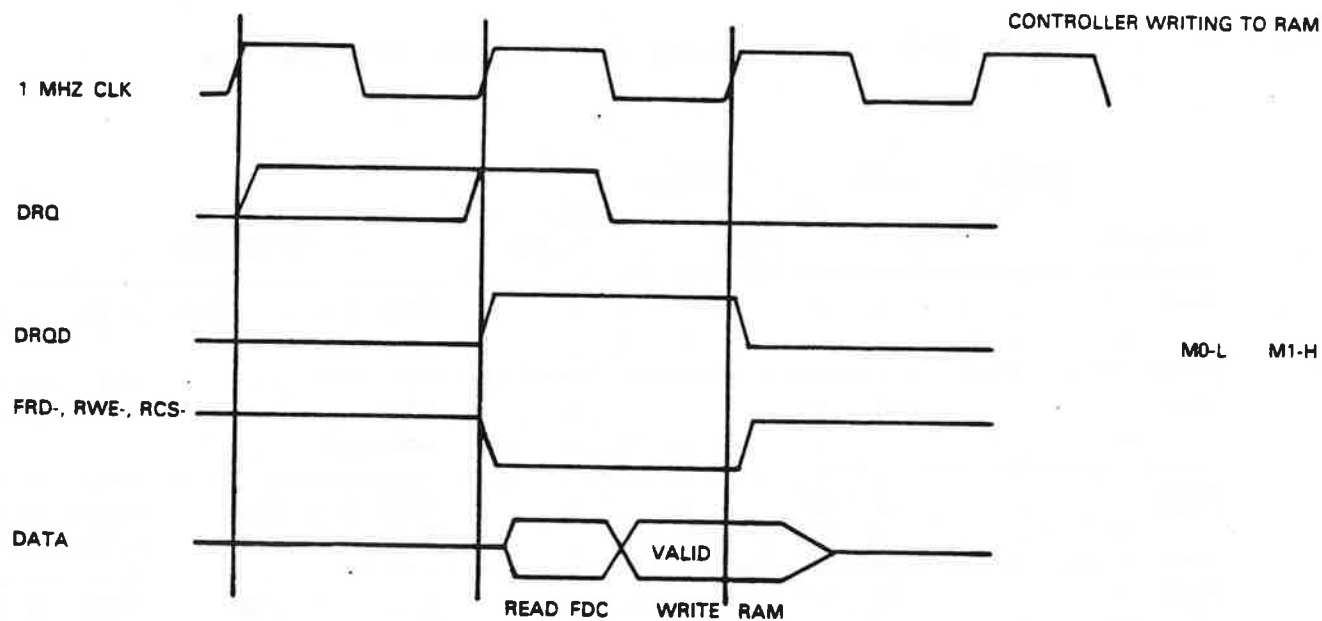 CONTROLLER WRITING TO RAM
1 MHZ CLK
DRQ
DRQD
M0-L M1-H
FRD-, RWE-, RCS-
DATA
VALID
READ FDC WRITE RAM